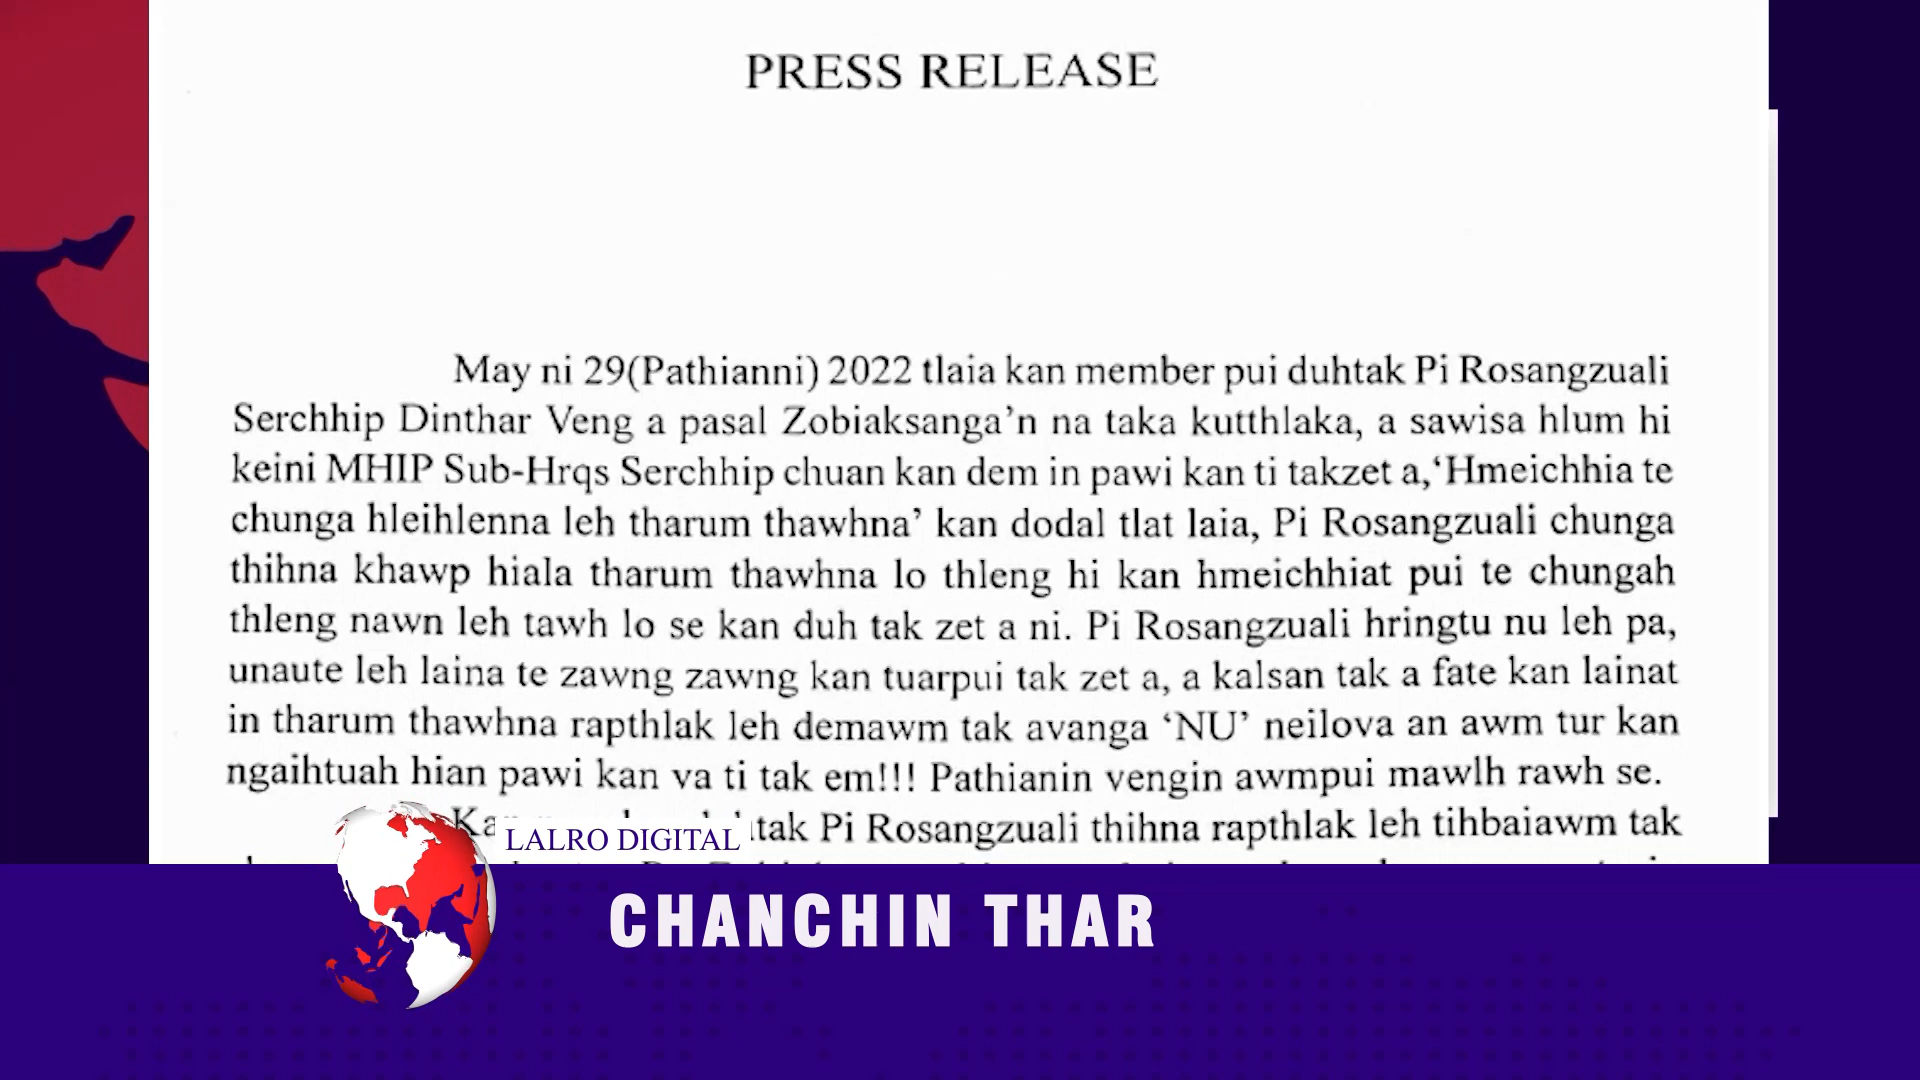 PRESS RELEASE
May ni 29(Pathianni) 2022 tlaia kan member pui duhtak Pi Rosangzuali
Serchhip Dinthar Veng a pasal Zobiaksanga’n na taka kutthlaka, a sawisa hlum hi
keini MHIP Sub-Hrqs Serchhip chuan kan dem in pawi kan ti takzet a,‘Hmeichhia te
chunga hleihlenna leh tharum thawhna’ kan dodal tlat laia, Pi Rosangzuali chunga
thihna khawp hiala tharum thawhna lo thleng hi kan hmeichhiat pui te chungah
thleng nawn leh tawh lo se kan duh tak zet a ni. Pi Rosangzuali hringtu nu leh pa,
unaute leh laina te zawng zawng kan tuarpui tak zet a, a kalsan tak a fate kan lainat
in tharum thawhna rapthlak leh demawm tak avanga ‘NU’ neilova an awm tur kan
ngaihtuah hian pawi kan va ti tak em!!! Pathianin vengin awmpui mawlh rawh se.
Pi Rosangzuali thihna rapthlak leh tihbaiawm tak
LALRO DIGITAL
CHANCHIN THAR